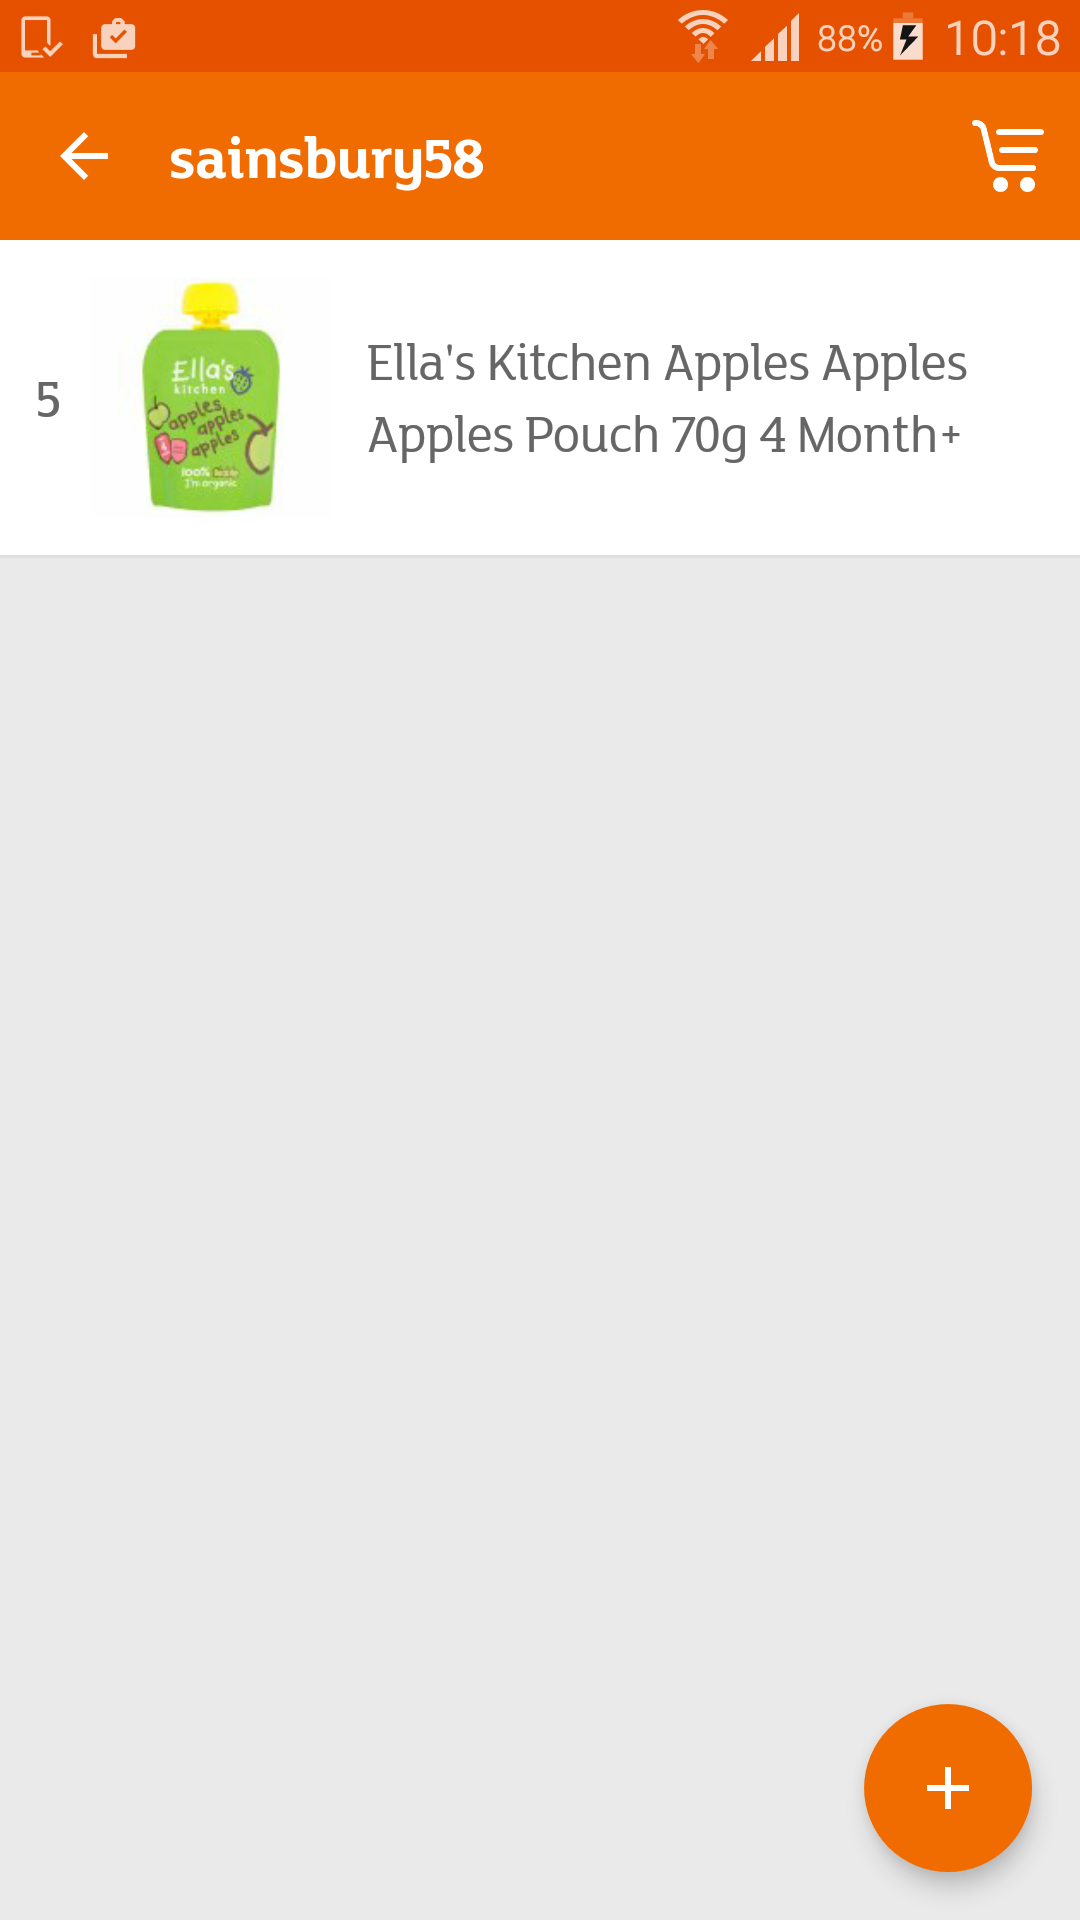 88% 10:18
sainsbury58
5
Ella's
kitchen
apples
apples
apples
100%
I'm organic
Ella's Kitchen Apples Apples
Apples Pouch 70g 4 Month+